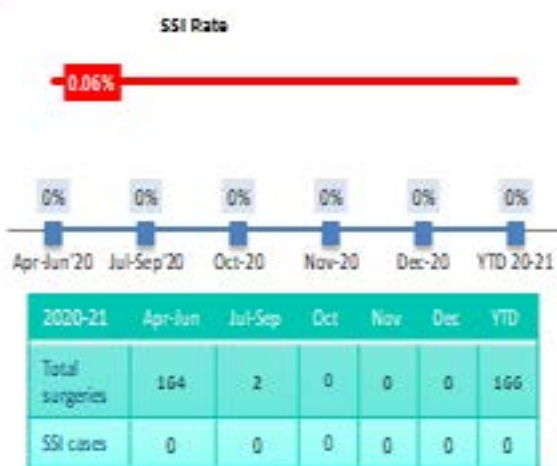 SSI Rate
0.06%
0% 0% 0% 0% 0% 0%
Apr-Jun'20 Jul-Sep'20 Oct-20 Nov-20 Dec-20 YTD 20-21
2020-21 Apr-Jun Jul-Sep Oct Nov Dec YTD
Total
surgeries
164 2 0 0 0 166
SSI cases 0 0 0 0 0 0